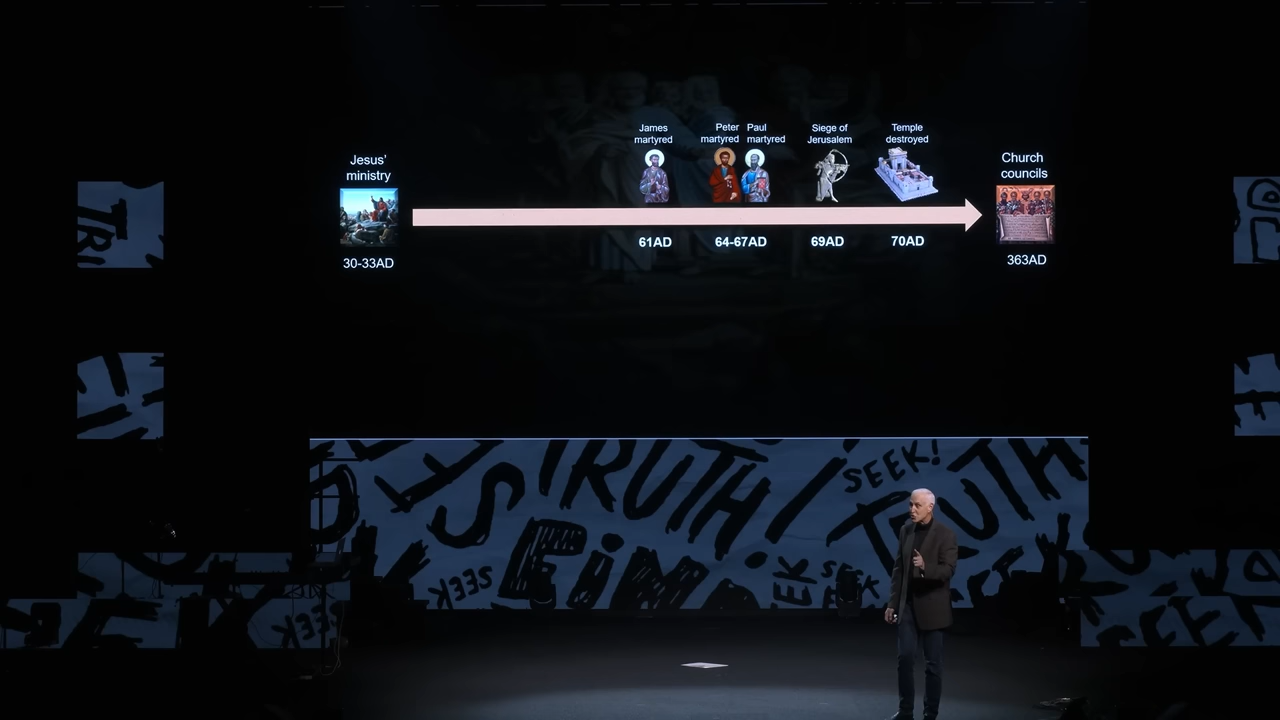 James
martyred
Peter
martyred
Paul
martyred
Siege of
Jerusalem
Temple
destroyed
Jesus'
ministry
Church
councils
61AD
64-67AD
69AD
70AD
30-33AD
363AD
TRUTH
SEEK!
TRUTH
SEEK
SEEK
SEEK
SEEK